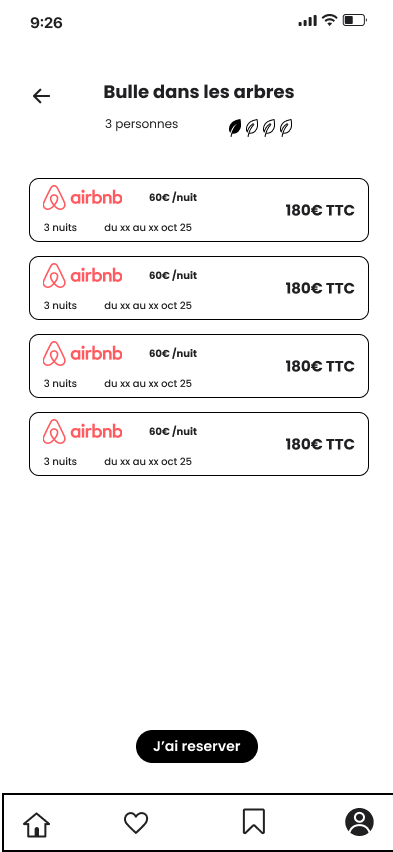 9:26
Bulle dans les arbres
3 personnes
airbnb 60€ /nuit 180€ TTC
3 nuits du xx au xx oct 25
airbnb 60€ /nuit 180€ TTC
3 nuits du xx au xx oct 25
airbnb 60€ /nuit 180€ TTC
3 nuits du xx au xx oct 25
airbnb 60€ /nuit 180€ TTC
3 nuits du xx au xx oct 25
J’ai reserver